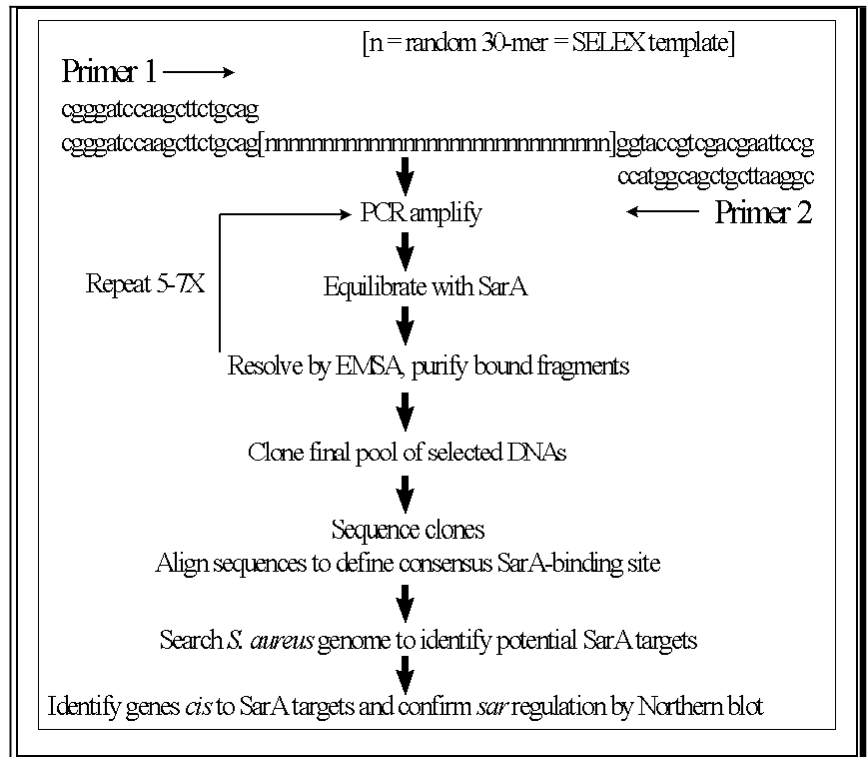 [n = random 30-mer = SELEX template]
Primer 1
cgggatccaagcttctgcag
cgggatccaagcttctgcag[nnnnnnnnnnnnnnnnnnnnnnnnnnnnnn]ggtaccgtcgacgaattccg
ccatggcagctgcttaaggc
PCR amplify
Primer 2
Repeat 5-7X
Equilibrate with SarA
Resolve by EMSA, purify bound fragments
Clone final pool of selected DNAs
Sequence clones
Align sequences to define consensus SarA-binding site
Search S. aureus genome to identify potential SarA targets
Identify genes cis to SarA targets and confirm sar regulation by Northern blot